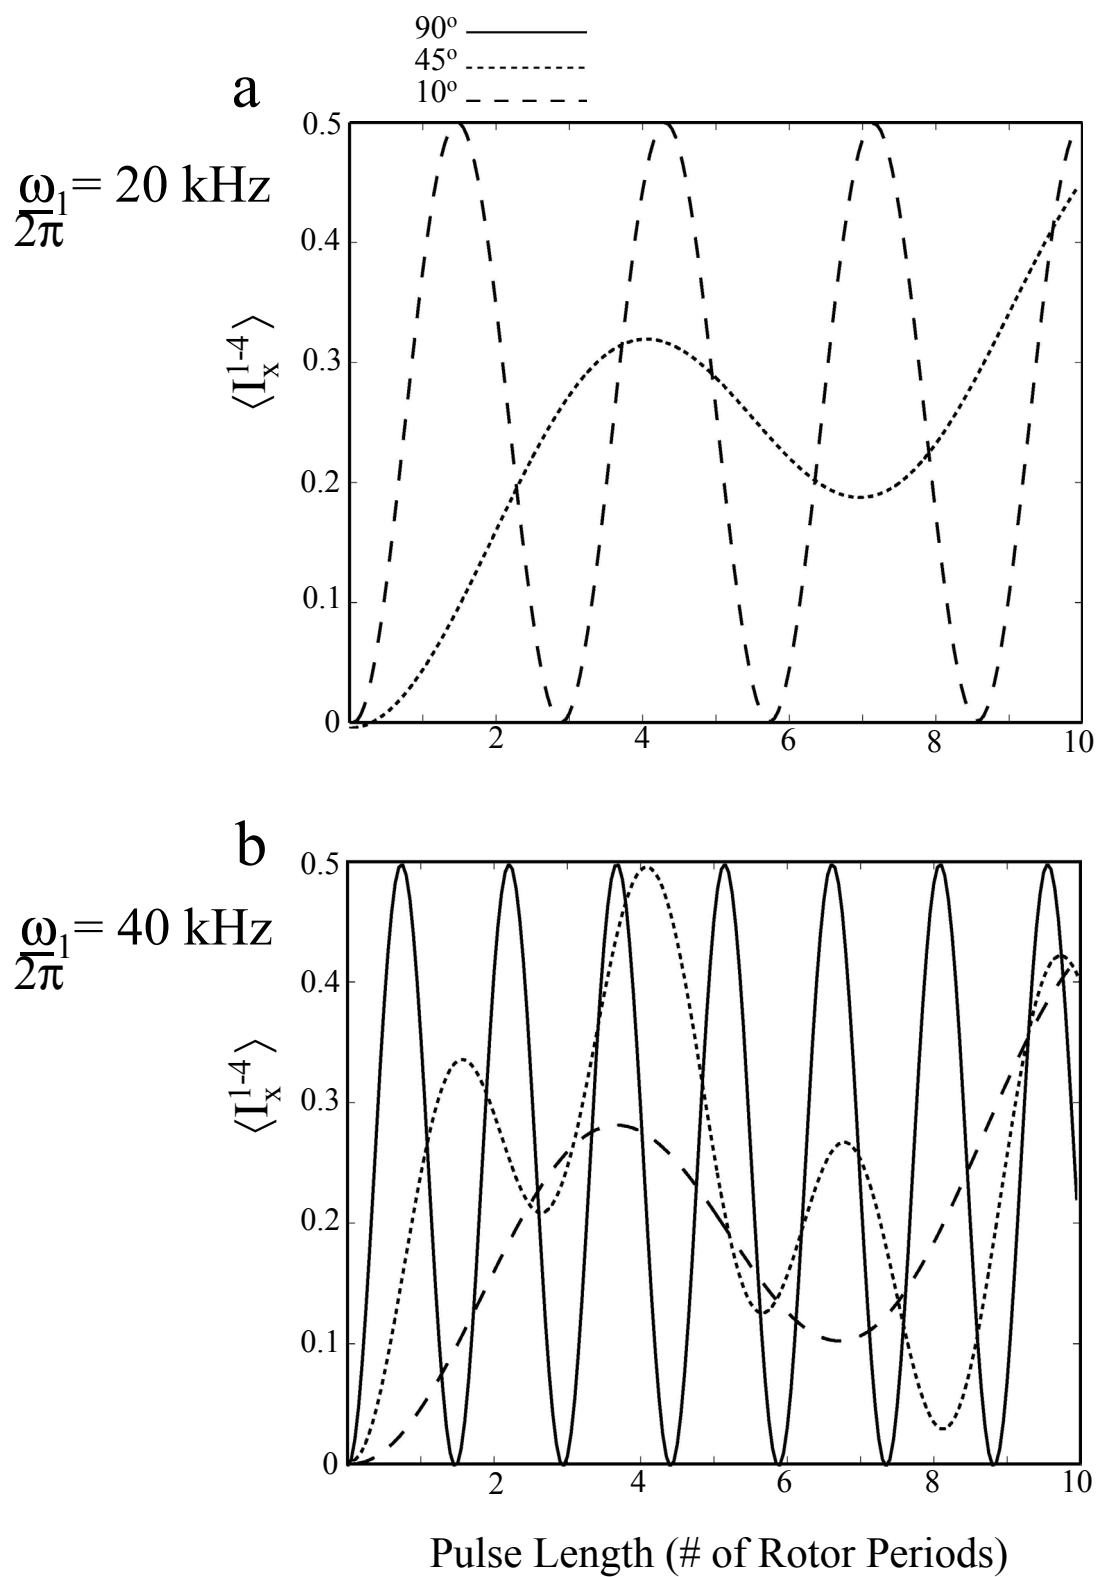 90º
45º
10º
a
ω₁/2π = 20 kHz
⟨Iₓ¹⁻⁴⟩
0.5
0.4
0.3
0.2
0.1
0
2 4 6 8 10
b
ω₁/2π = 40 kHz
⟨Iₓ¹⁻⁴⟩
0.5
0.4
0.3
0.2
0.1
0
2 4 6 8 10
Pulse Length (# of Rotor Periods)